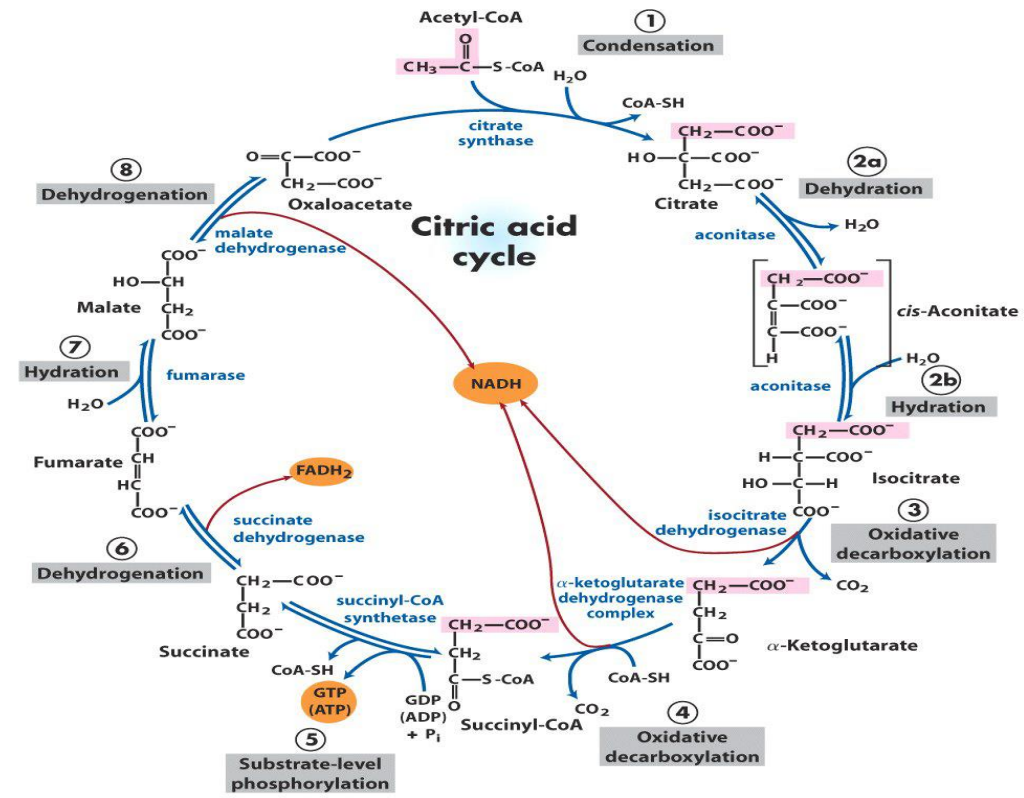 Acetyl-CoA
O
CH₃—C—S-CoA
1
Condensation
H₂O
CoA-SH
citrate
synthase
CH₂—COO⁻
HO—C—COO⁻
CH₂—COO⁻
Citrate
2a
Dehydration
H₂O
aconitase
Citric acid
cycle
CH₂—COO⁻
C—COO⁻
C—COO⁻
H
cis-Aconitate
aconitase
H₂O
2b
Hydration
CH₂—COO⁻
H—C—COO⁻
HO—C—H
COO⁻
Isocitrate
3
Oxidative
decarboxylation
isocitrate
dehydrogenase
CO₂
CH₂—COO⁻
CH₂
C=O
COO⁻
α-Ketoglutarate
α-ketoglutarate
dehydrogenase
complex
CoA-SH
CO₂
4
Oxidative
decarboxylation
CH₂—COO⁻
CH₂
C—S-CoA
O
Succinyl-CoA
succinyl-CoA
synthetase
GDP
(ADP)
+ Pᵢ
CoA-SH
GTP
(ATP)
5
Substrate-level
phosphorylation
CH₂—COO⁻
CH₂
COO⁻
Succinate
6
Dehydrogenation
succinate
dehydrogenase
FADH₂
COO⁻
CH
HC
COO⁻
Fumarate
7
Hydration
H₂O
fumarase
COO⁻
HO—CH
CH₂
COO⁻
Malate
8
Dehydrogenation
malate
dehydrogenase
O=C—COO⁻
CH₂—COO⁻
Oxaloacetate
NADH